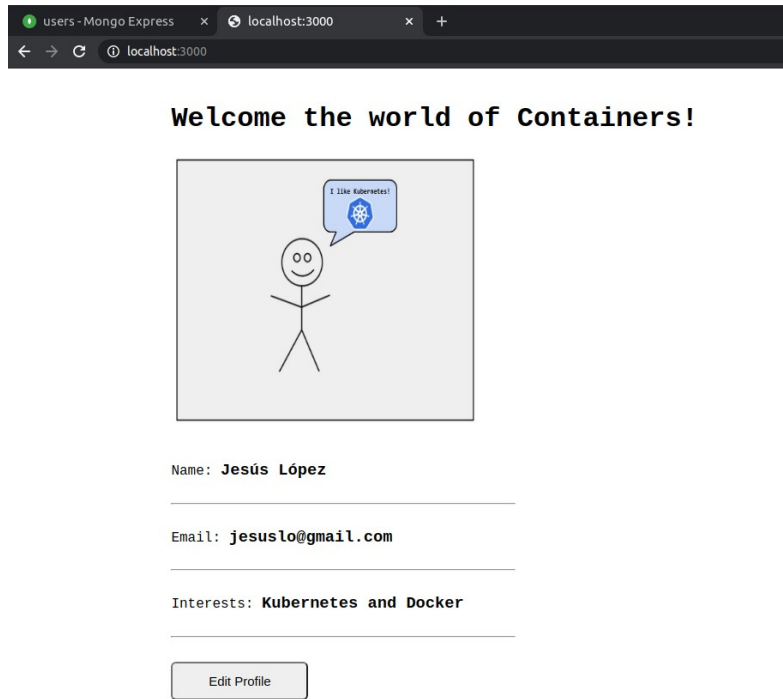 users - Mongo Express
localhost:3000
localhost:3000
Welcome the world of Containers!
I like Kubernetes!
Name: Jesús López
Email: jesuslo@gmail.com
Interests: Kubernetes and Docker
Edit Profile